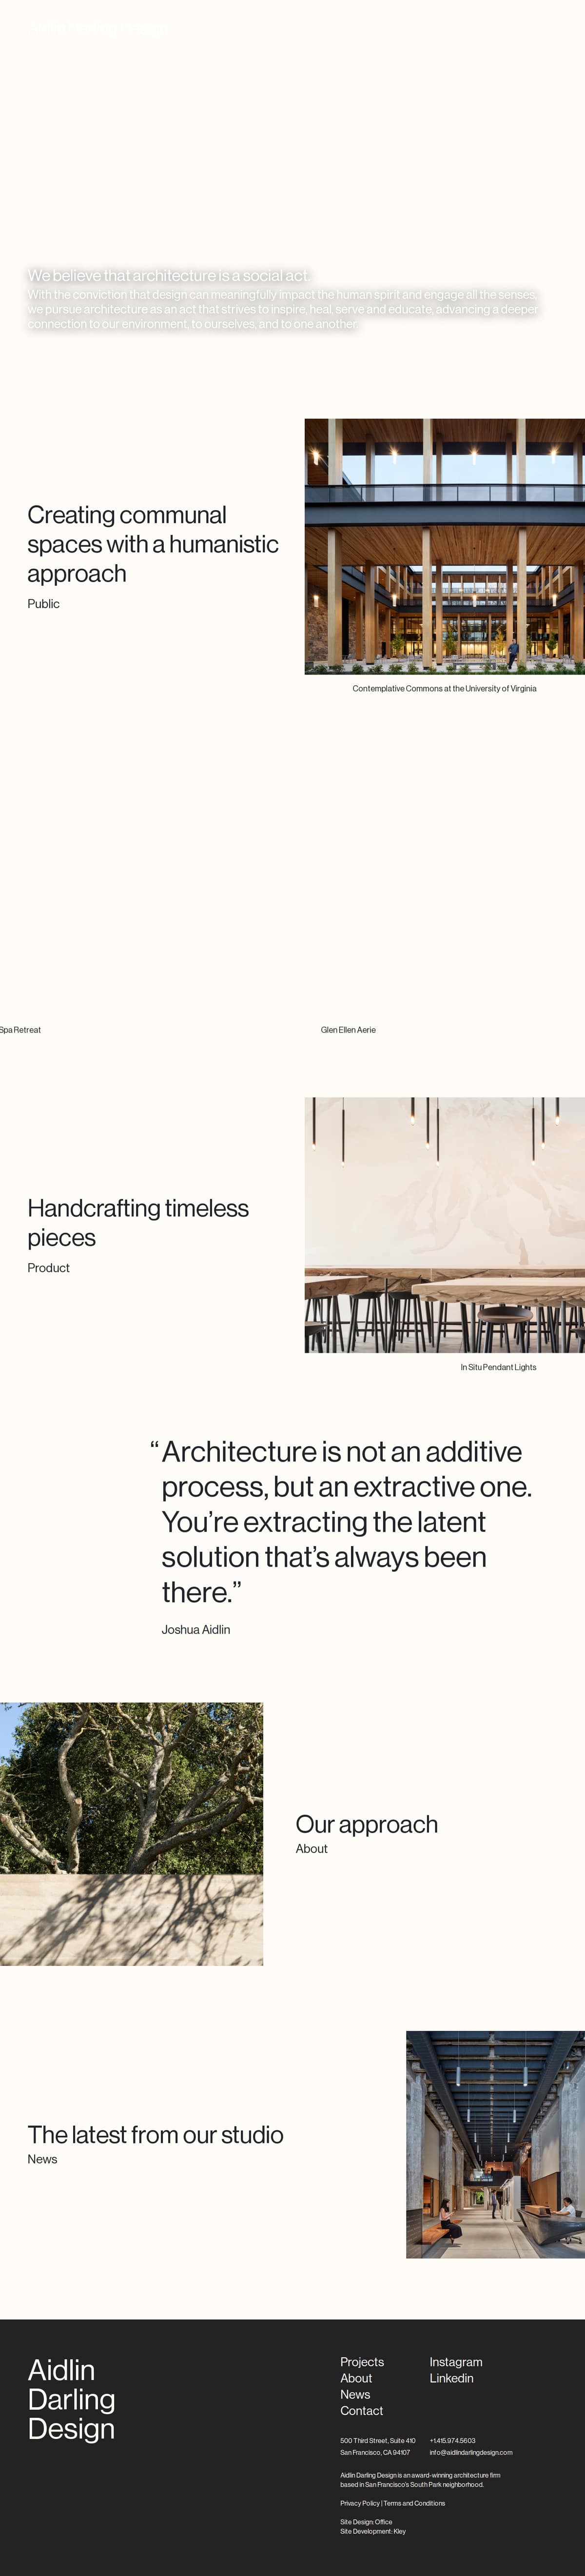 We believe that architecture is a social act.
With the conviction that design can meaningfully impact the human spirit and engage all the senses,
we pursue architecture as an act that strives to inspire, heal, serve and educate, advancing a deeper
connection to our environment, to ourselves, and to one another.
Creating communal
spaces with a humanistic
approach
Public
Contemplative Commons at the University of Virginia
Spa Retreat
Glen Ellen Aerie
Handcrafting timeless
pieces
Product
In Situ Pendant Lights
“Architecture is not an additive
process, but an extractive one.
You’re extracting the latent
solution that’s always been
there.”
Joshua Aidlin
Our approach
About
The latest from our studio
News
Aidlin
Darling
Design
Projects
About
News
Contact
Instagram
Linkedin
500 Third Street, Suite 410
San Francisco, CA 94107
+1.415.974.5603
info@aidlindarlingdesign.com
Aidlin Darling Design is an award-winning architecture firm
based in San Francisco’s South Park neighborhood.
Privacy Policy | Terms and Conditions
Site Design: Office
Site Development: Kley